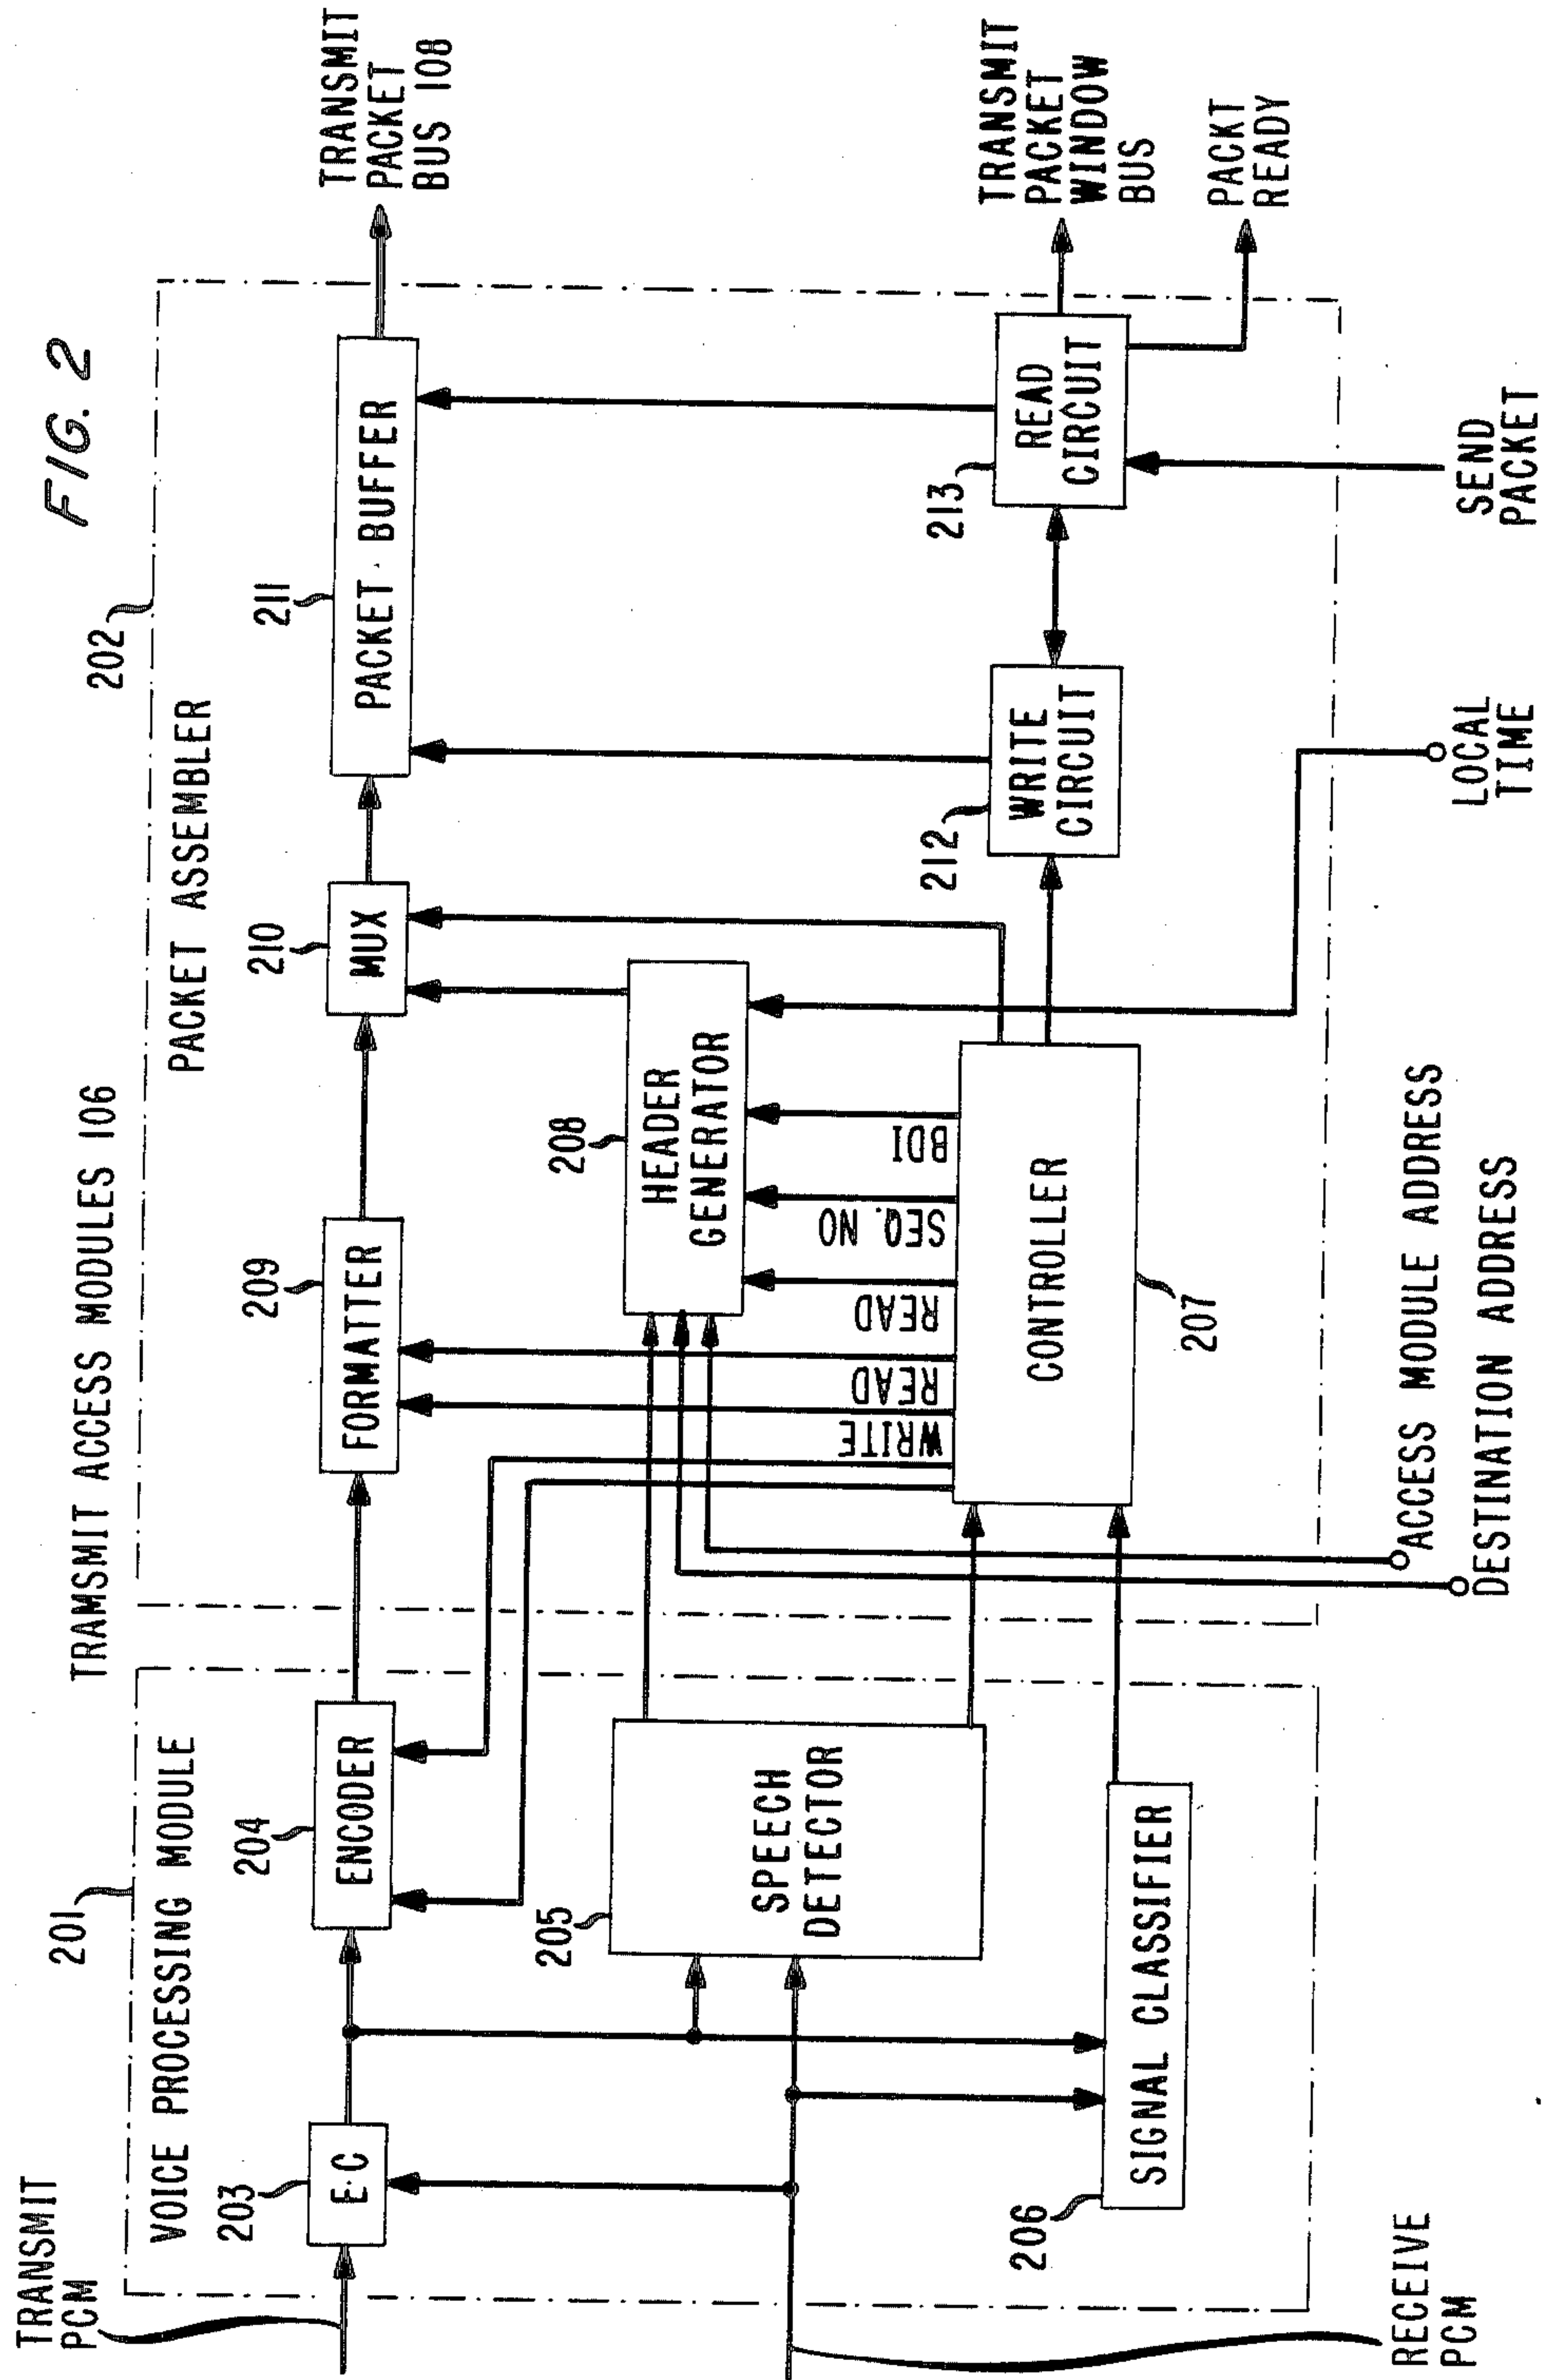 FIG. 2
TRAMSMIT ACCESS MODULES 106
TRANSMIT
PCM
201
VOICE PROCESSING MODULE
202
PACKET ASSEMBLER
203
E.C
204
ENCODER
209
FORMATTER
210
MUX
211
PACKET BUFFER
TRANSMIT
PACKET
BUS 108
205
SPEECH
DETECTOR
208
HEADER
GENERATOR
WRITE
READ
READ
SEQ. NO
BDI
CONTROLLER
207
206
SIGNAL CLASSIFIER
212
WRITE
CIRCUIT
213
READ
CIRCUIT
TRANSMIT
PACKET
WINDOW
BUS
PACKT
READY
RECEIVE
PCM
ACCESS MODULE ADDRESS
DESTINATION ADDRESS
LOCAL
TIME
SEND
PACKET